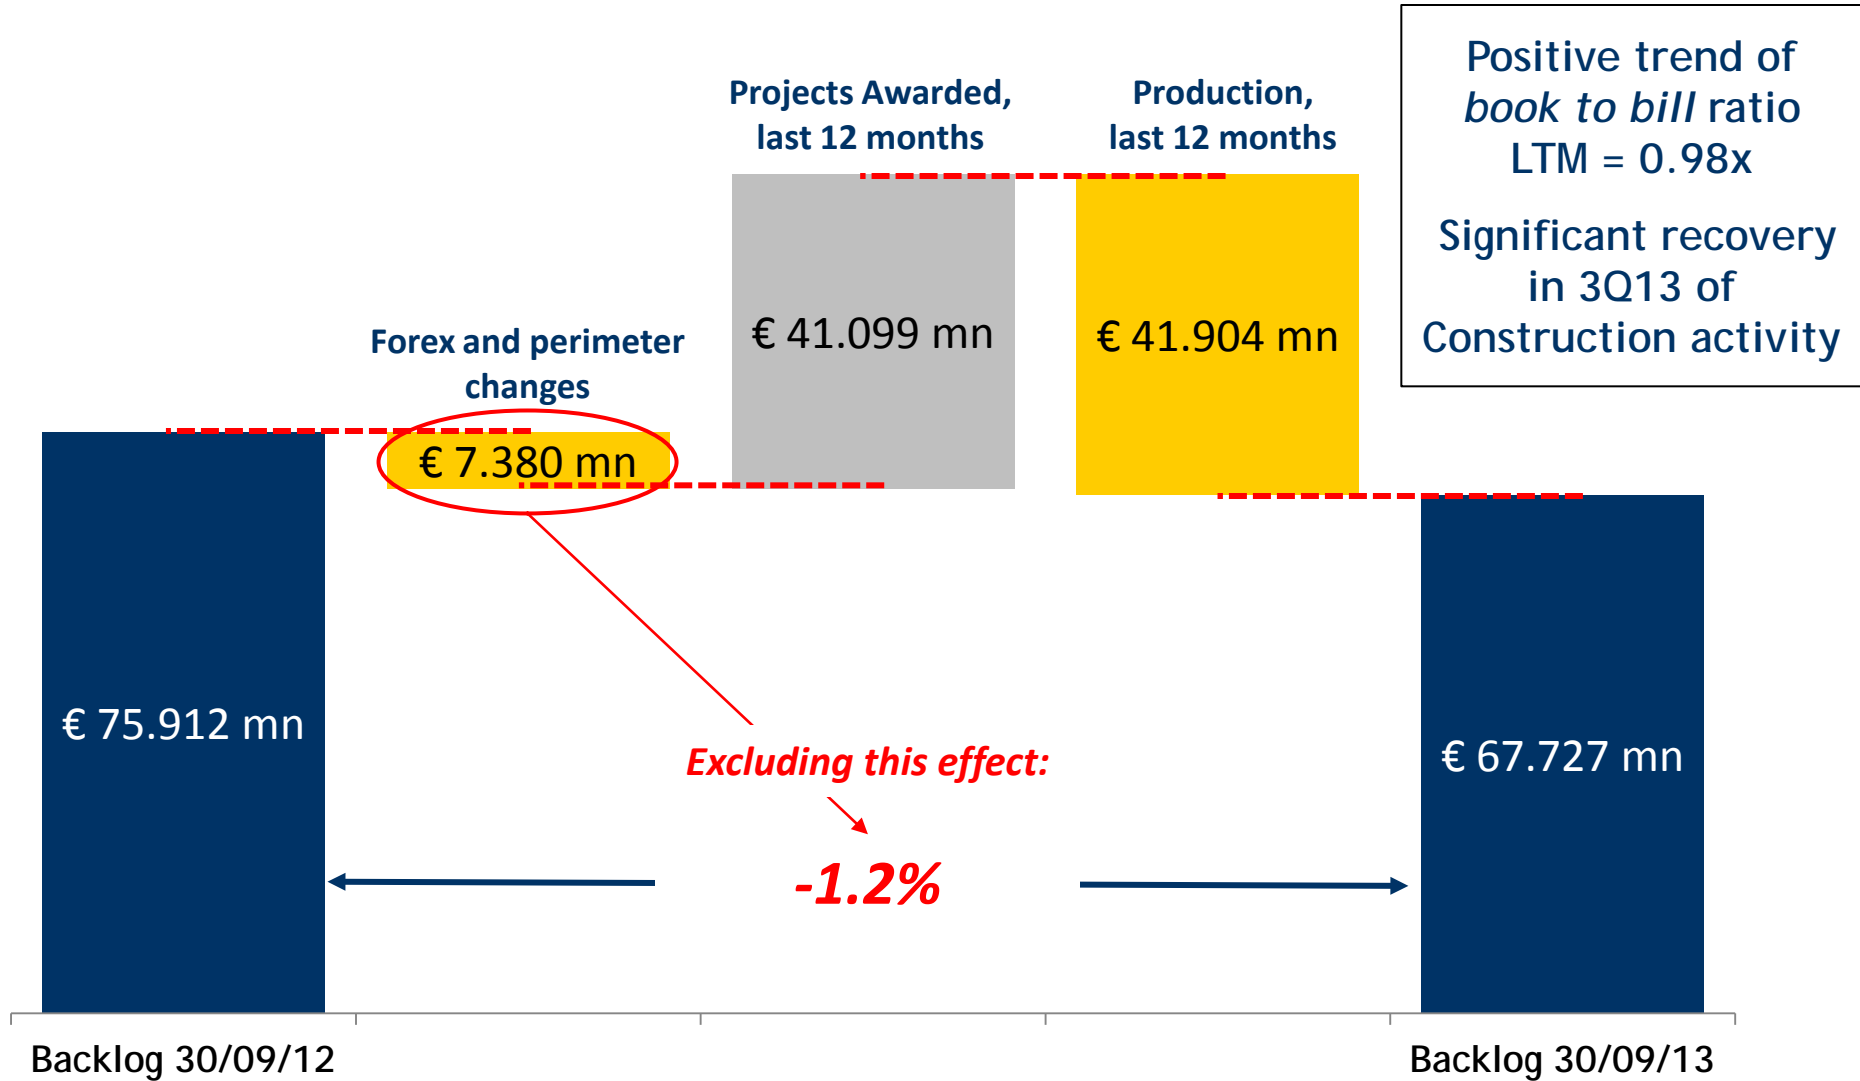 Positive trend of
book to bill ratio
LTM = 0.98x
Significant recovery
in 3Q13 of
Construction activity
Projects Awarded,
last 12 months
Production,
last 12 months
Forex and perimeter
changes
€ 41.099 mn
€ 41.904 mn
€ 7.380 mn
€ 75.912 mn
€ 67.727 mn
Excluding this effect:
-1.2%
Backlog 30/09/12
Backlog 30/09/13